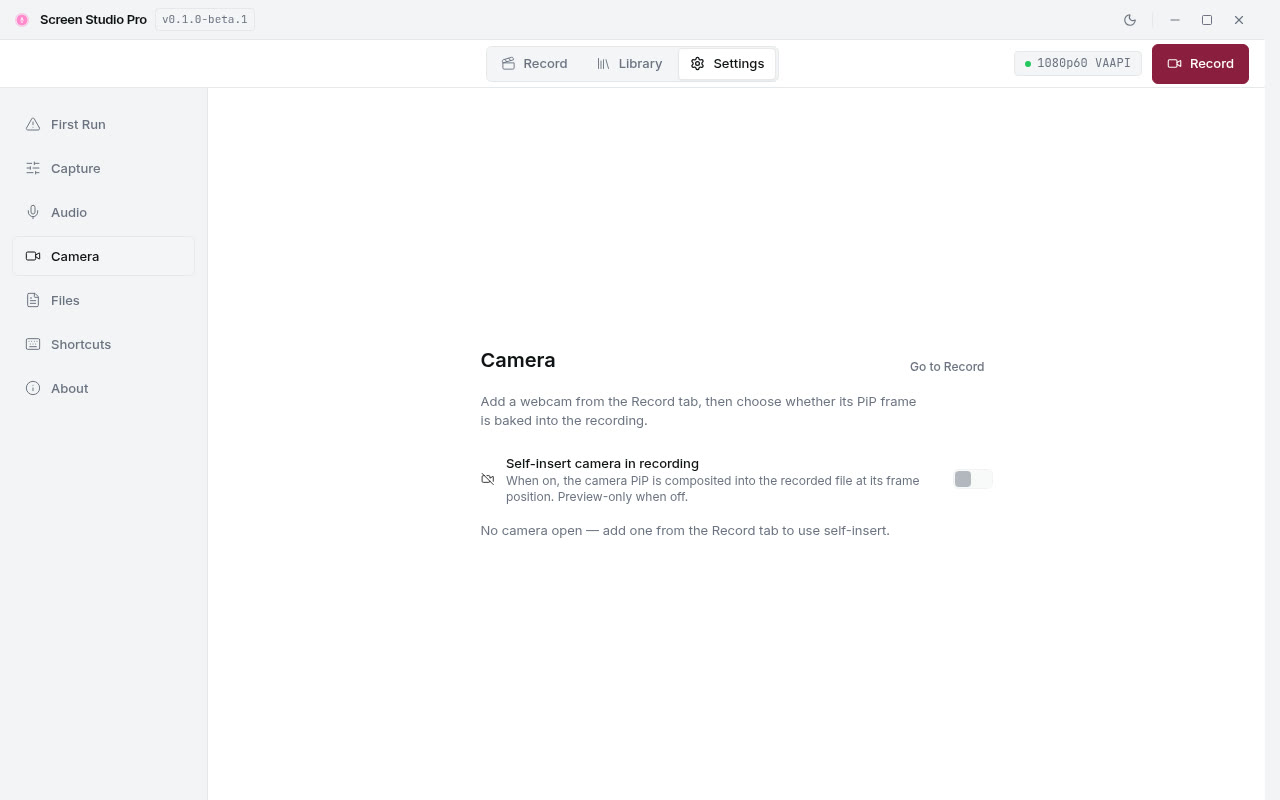 Screen Studio Pro v0.1.0-beta.1
Record Library Settings 1080p60 VAAPI Record
First Run
Capture
Audio
Camera
Files
Shortcuts
About
Camera
Go to Record
Add a webcam from the Record tab, then choose whether its PiP frame
is baked into the recording.
Self-insert camera in recording
When on, the camera PiP is composited into the recorded file at its frame
position. Preview-only when off.
No camera open — add one from the Record tab to use self-insert.